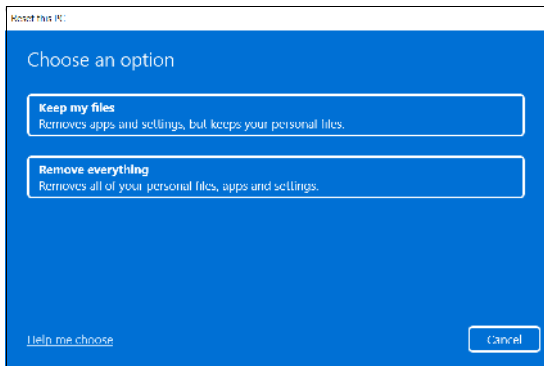 Reset this PC
Choose an option
Keep my files
Removes apps and settings, but keeps your personal files.
Remove everything
Removes all of your personal files, apps and settings.
Help me choose
Cancel